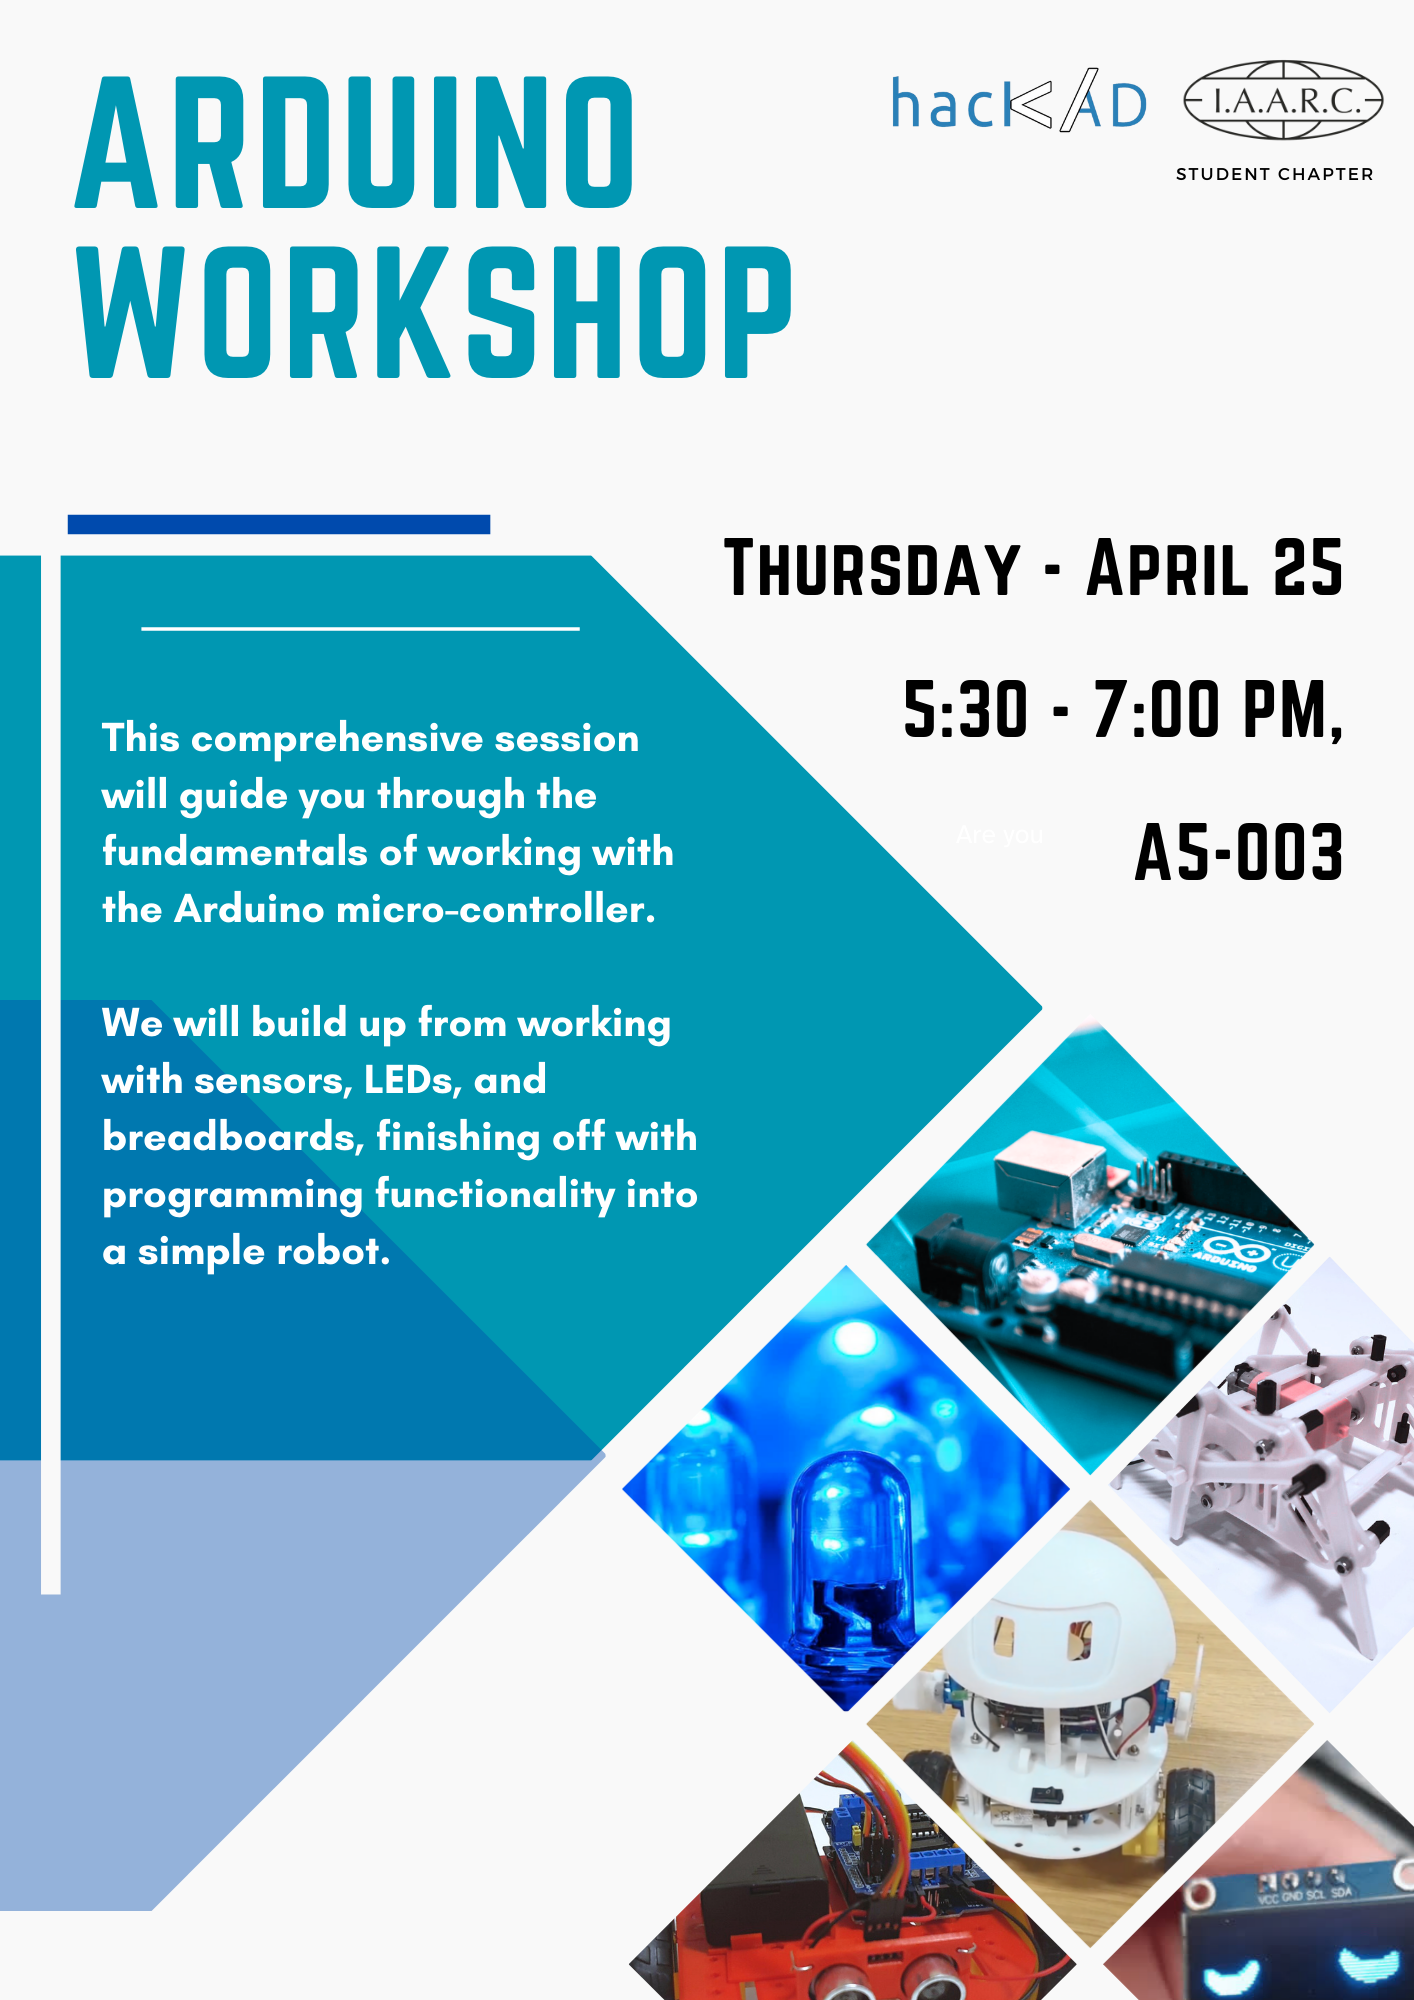 ARDUINO
WORKSHOP
hack</AD
I.A.A.R.C.
STUDENT CHAPTER
THURSDAY - APRIL 25
5:30 - 7:00 PM,
A5-003
Are you
This comprehensive session
will guide you through the
fundamentals of working with
the Arduino micro-controller.
We will build up from working
with sensors, LEDs, and
breadboards, finishing off with
programming functionality into
a simple robot.
ARDUINO
VCC GND SCL SDA